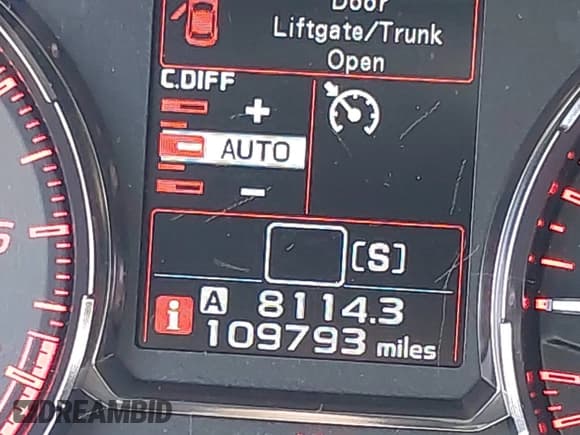 Door
Liftgate/Trunk
Open
C.DIFF
+
AUTO
-
[S]
i A 8114.3
109793 miles
DREAMBID